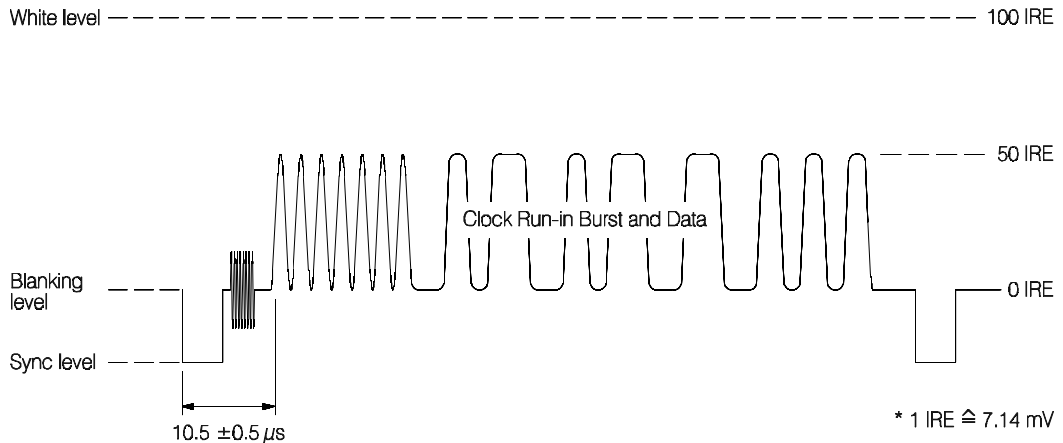 White level
100 IRE
50 IRE
Clock Run-in Burst and Data
Blanking
level
0 IRE
Sync level
10.5 ±0.5 µs
* 1 IRE ≙ 7.14 mV